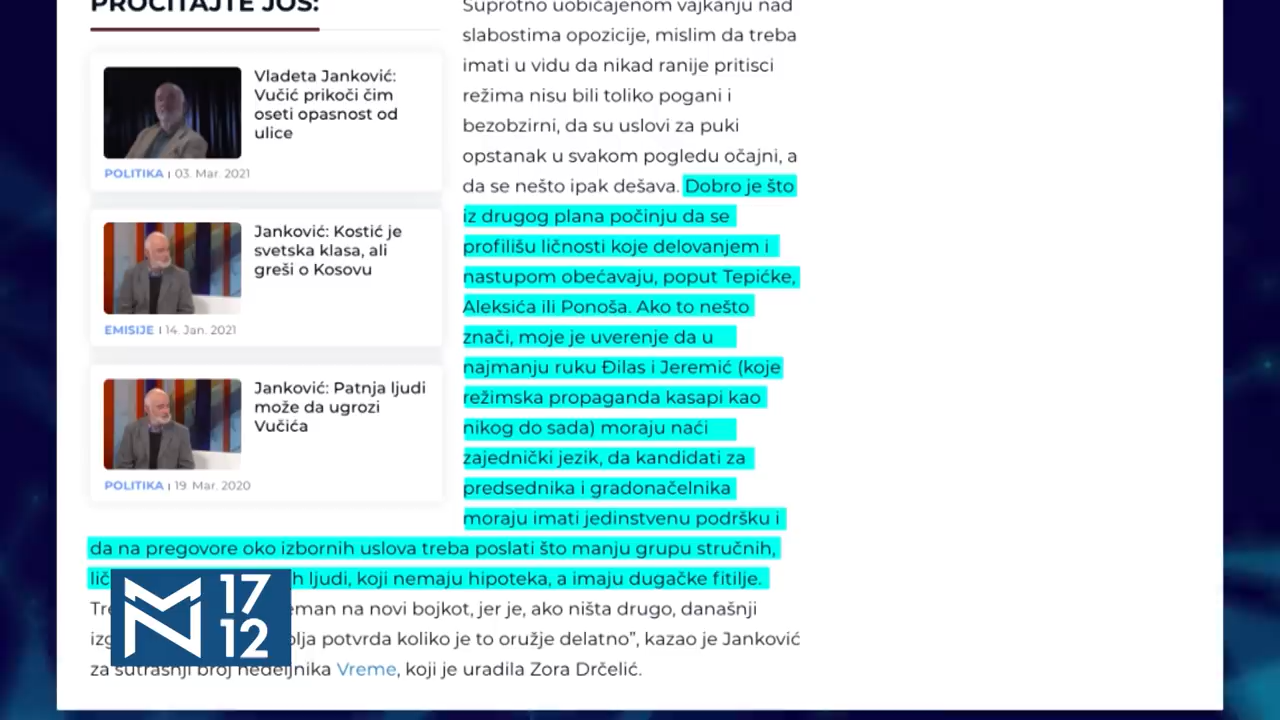 PROČITAJTE JOŠ:
Vladeta Janković:
Vučić prikoči čim
oseti opasnost od
ulice
POLITIKA | 03. Mar. 2021
Janković: Kostić je
svetska klasa, ali
greši o Kosovu
EMISIJE | 14. Jan. 2021
Janković: Patnja ljudi
može da ugrozi
Vučića
POLITIKA | 19. Mar. 2020
Suprotno uobičajenom vajkanju nad
slabostima opozicije, mislim da treba
imati u vidu da nikad ranije pritisci
režima nisu bili toliko pogani i
bezobzirni, da su uslovi za puki
opstanak u svakom pogledu očajni, a
da se nešto ipak dešava. Dobro je što
iz drugog plana počinju da se
profilišu ličnosti koje delovanjem i
nastupom obećavaju, poput Tepićke,
Aleksića ili Ponoša. Ako to nešto
znači, moje je uverenje da u
najmanju ruku Đilas i Jeremić (koje
režimska propaganda kasapi kao
nikog do sada) moraju naći
zajednički jezik, da kandidati za
predsednika i gradonačelnika
moraju imati jedinstvenu podršku i
da na pregovore oko izbornih uslova treba poslati što manju grupu stručnih,
ljudi, koji nemaju hipoteka, a imaju dugačke fitilje.
na novi bojkot, jer je, ako ništa drugo, današnji
potvrda koliko je to oružje delatno”, kazao je Janković
za sutrašnji broj nedeljnika Vreme, koji je uradila Zora Drčelić.
17
12